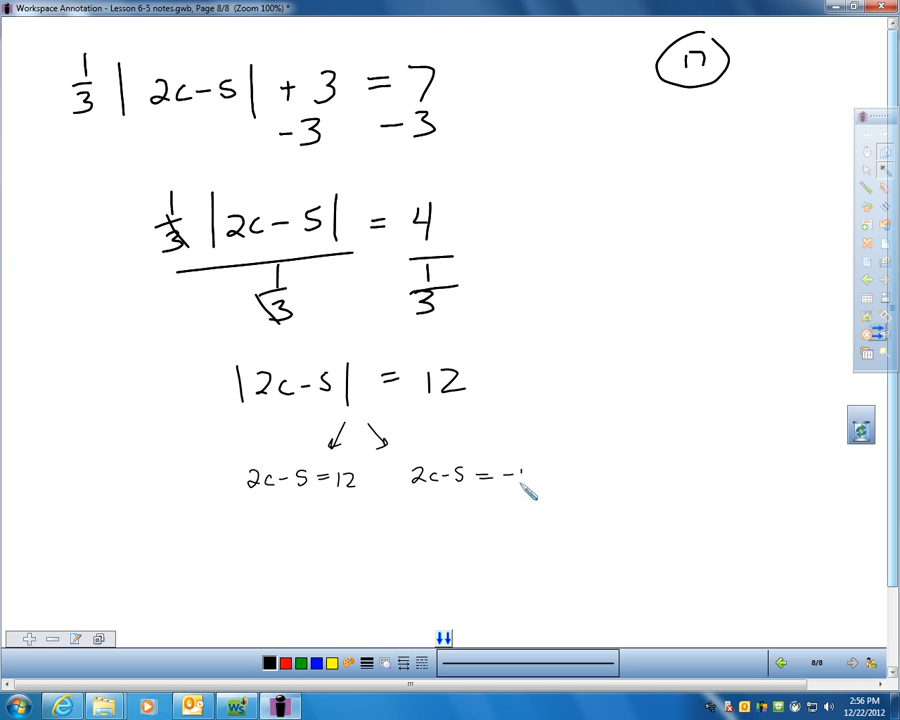 Workspace Annotation - Lesson 6-5 notes.gwb, Page 8/8 (Zoom 100%) *
17
1/3 | 2c-5 | + 3 = 7
-3 -3
1/3 |2c-5| = 4
1/3 1/3
|2c-5| = 12
2c-5=12 2c-5 = -
8/8
2:56 PM
12/22/2012